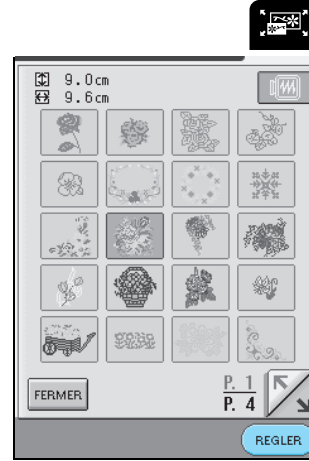 9.0cm
9.6cm
FERMER
P. 1
P. 4
REGLER